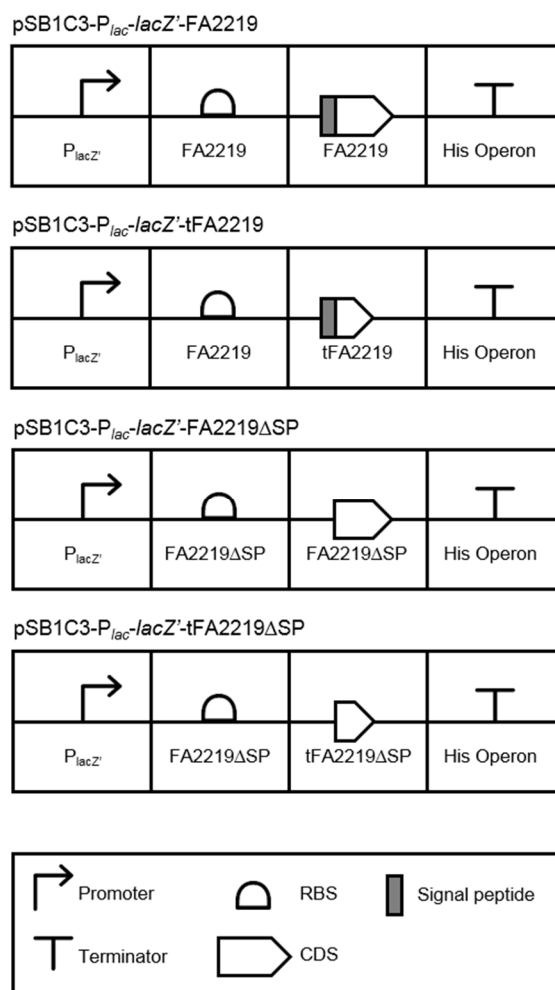 pSB1C3-Plac-lacZ'-FA2219
PlacZ' FA2219 FA2219 His Operon
pSB1C3-Plac-lacZ'-tFA2219
PlacZ' FA2219 tFA2219 His Operon
pSB1C3-Plac-lacZ'-FA2219ΔSP
PlacZ' FA2219ΔSP FA2219ΔSP His Operon
pSB1C3-Plac-lacZ'-tFA2219ΔSP
PlacZ' FA2219ΔSP tFA2219ΔSP His Operon
Promoter RBS Signal peptide
Terminator CDS